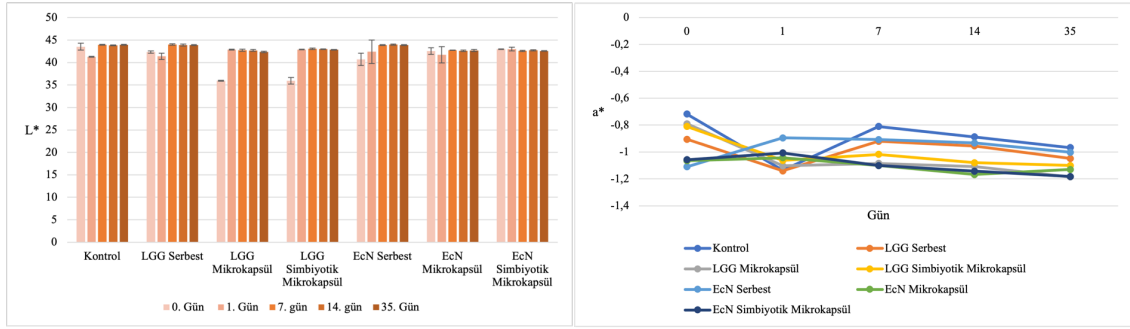 50
45
40
35
30
25
20
15
10
5
0
L*
Kontrol
LGG Serbest
LGG Mikrokapsül
LGG Simbiyotik Mikrokapsül
EcN Serbest
EcN Mikrokapsül
EcN Simbiyotik Mikrokapsül
0. Gün
1. Gün
7. gün
14. gün
35. Gün
0
-0,2
-0,4
-0,6
-0,8
-1
-1,2
-1,4
a*
0 1 7 14 35
Gün
Kontrol
LGG Serbest
LGG Mikrokapsül
LGG Simbiyotik Mikrokapsül
EcN Serbest
EcN Mikrokapsül
EcN Simbiyotik Mikrokapsül